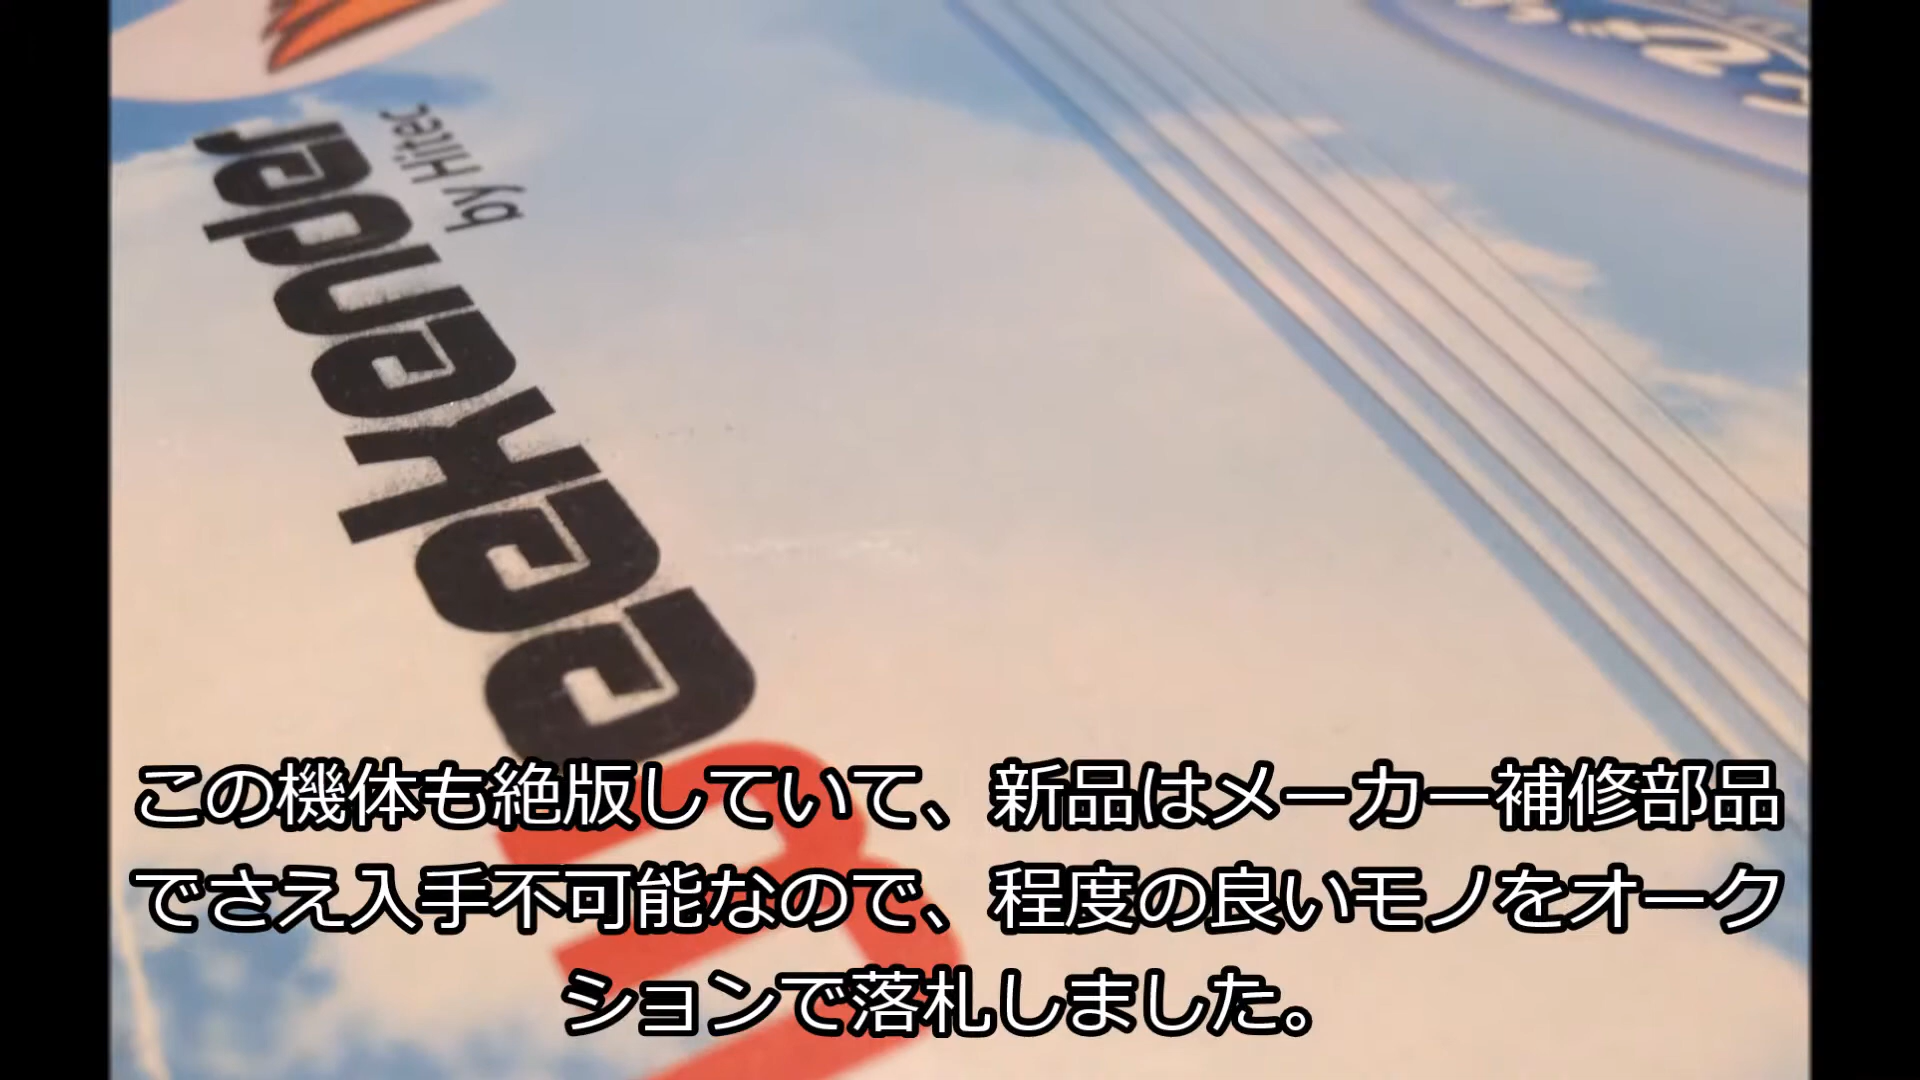 weekender
by Hitec
この機体も絶版していて、新品はメーカー補修部品
でさえ入手不可能なので、程度の良いモノをオーク
ションで落札しました。